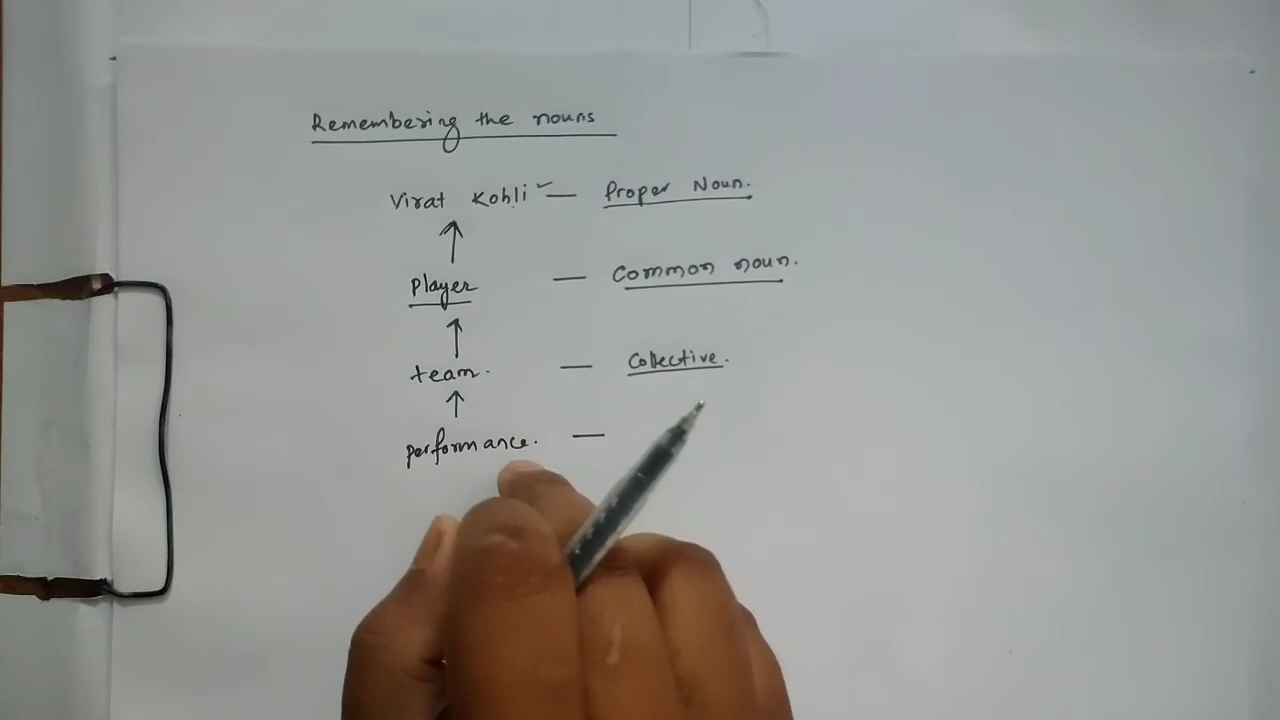 Remembering the nouns
Virat Kohli ✓ — Proper Noun.
↑
Player — Common noun.
↑
team. — Collective.
↑
performance. —